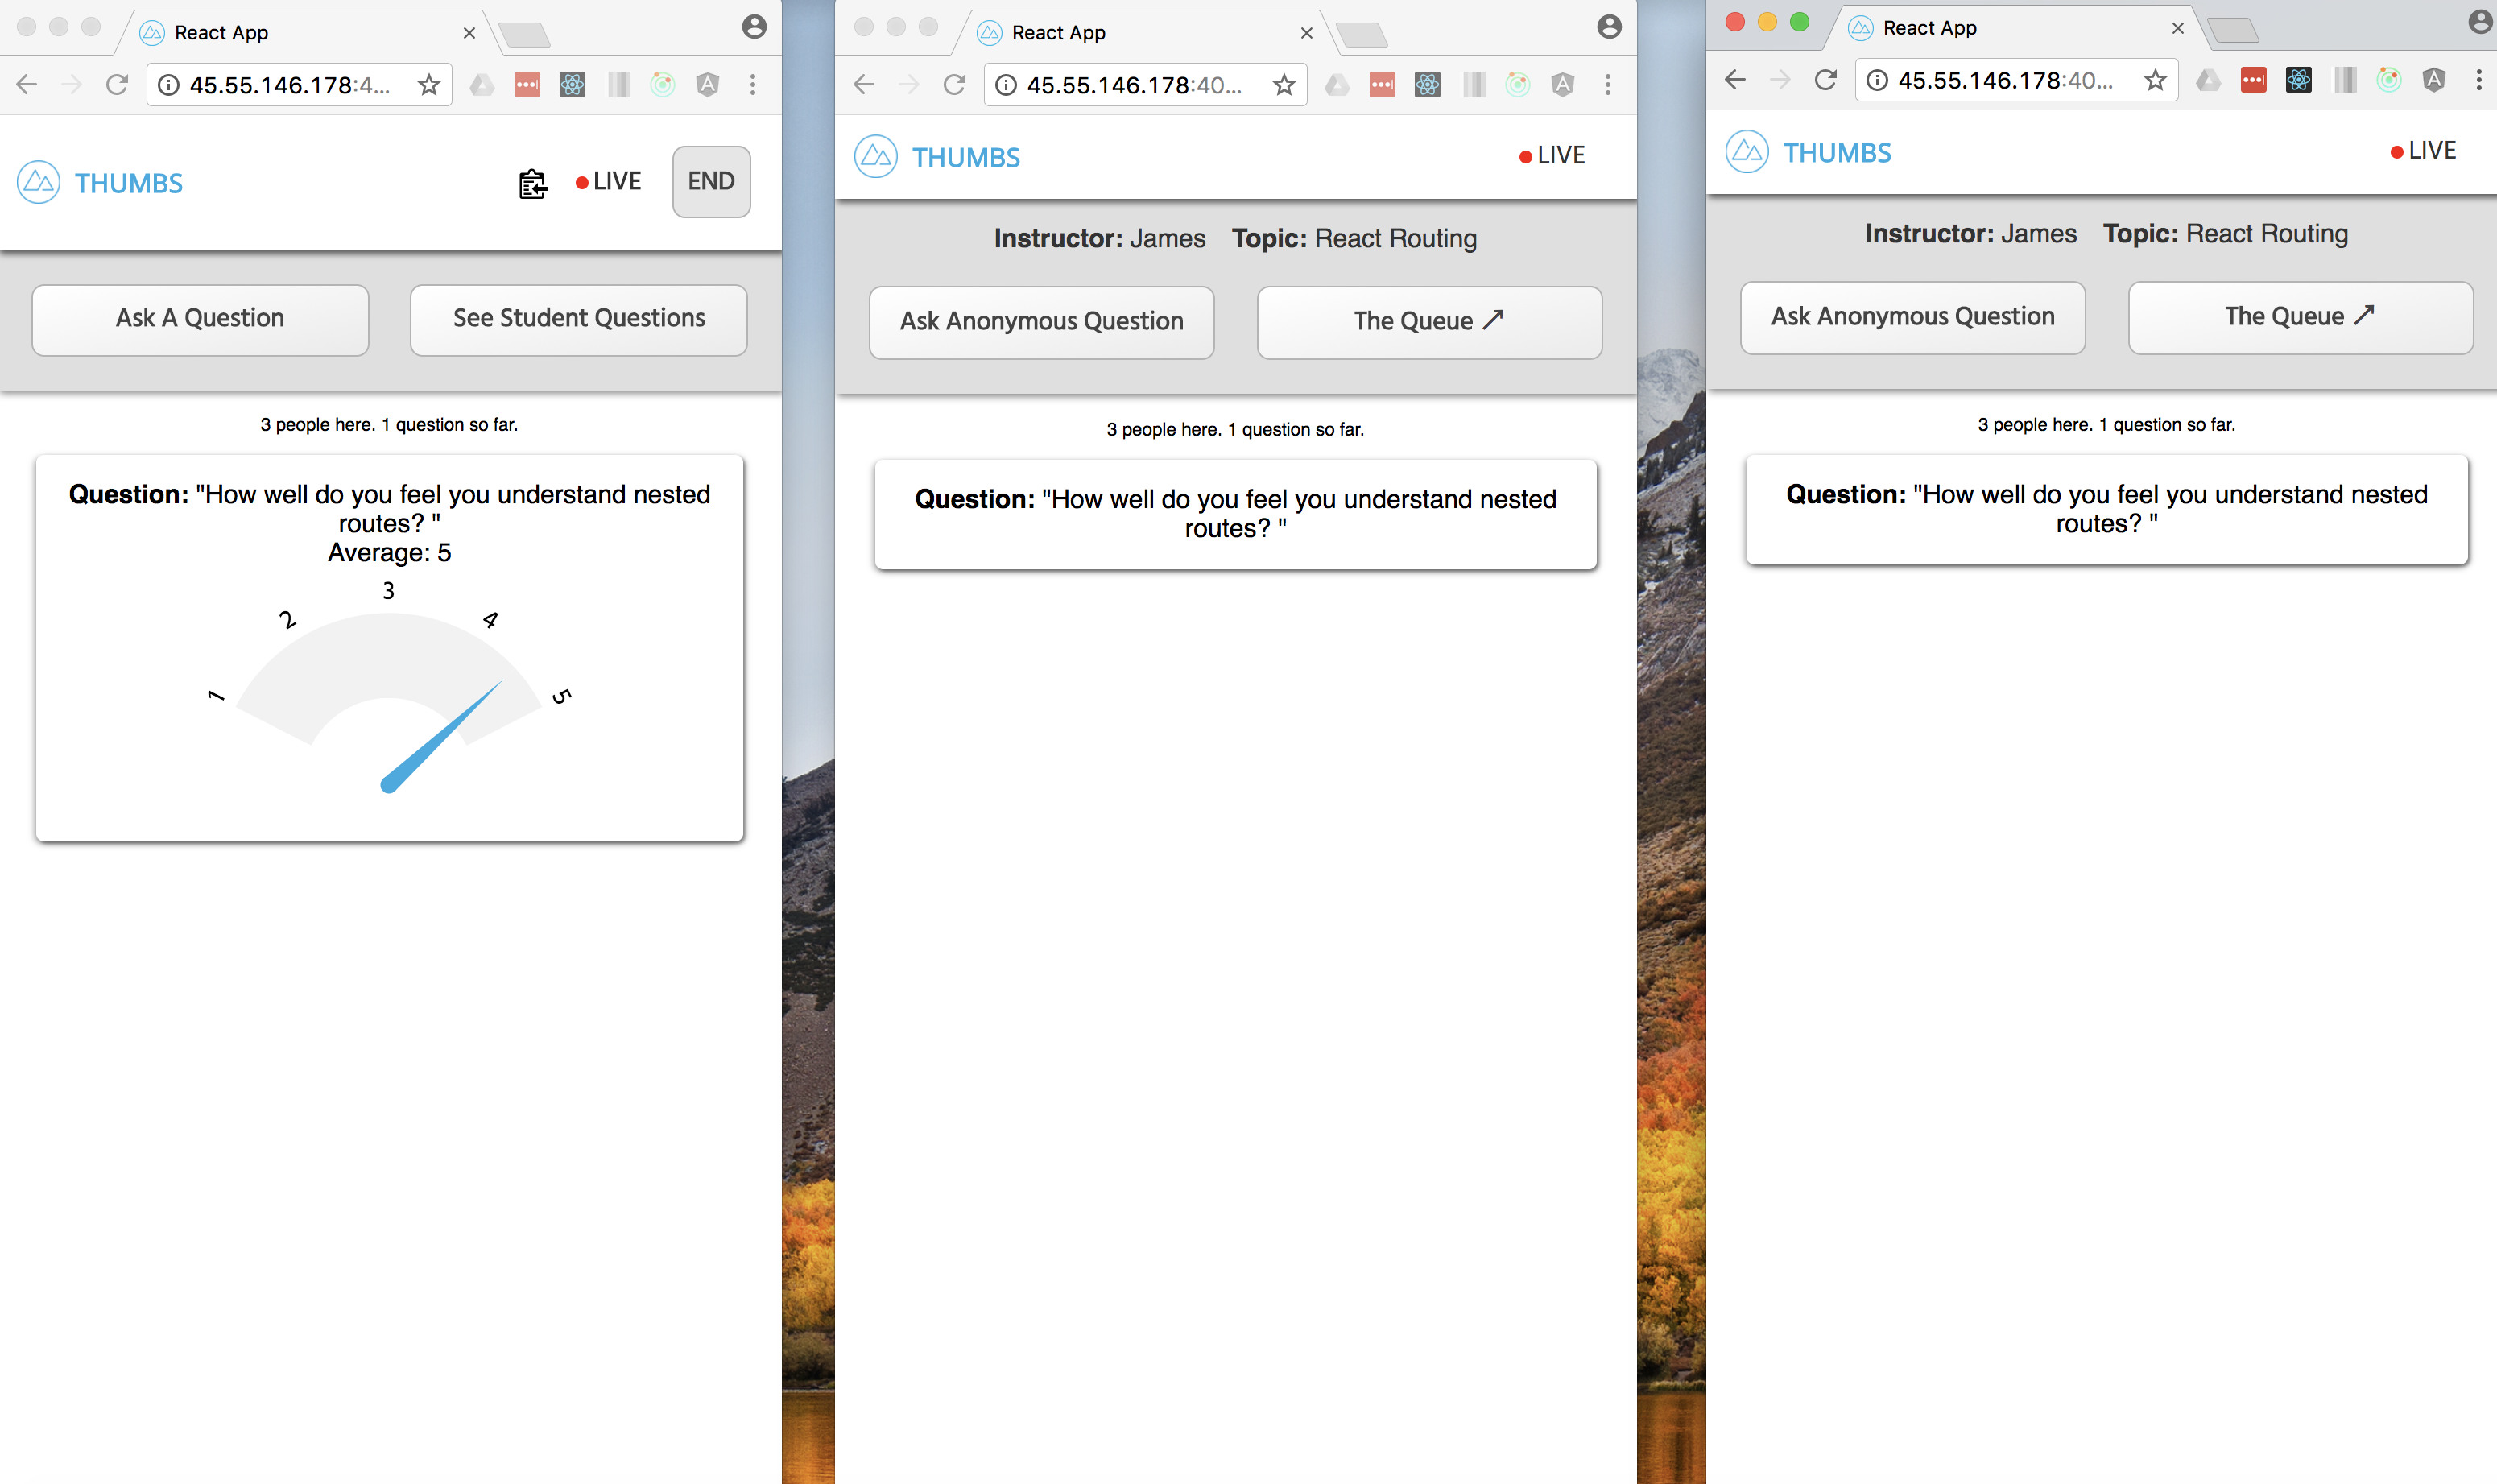 React App
45.55.146.178:4...
THUMBS
LIVE
END
Ask A Question
See Student Questions
3 people here. 1 question so far.
Question: "How well do you feel you understand nested
routes? "
Average: 5
1
2
3
4
5
React App
45.55.146.178:40...
THUMBS
LIVE
Instructor: James Topic: React Routing
Ask Anonymous Question
The Queue ↗
3 people here. 1 question so far.
Question: "How well do you feel you understand nested
routes? "
React App
45.55.146.178:40...
THUMBS
LIVE
Instructor: James Topic: React Routing
Ask Anonymous Question
The Queue ↗
3 people here. 1 question so far.
Question: "How well do you feel you understand nested
routes? "